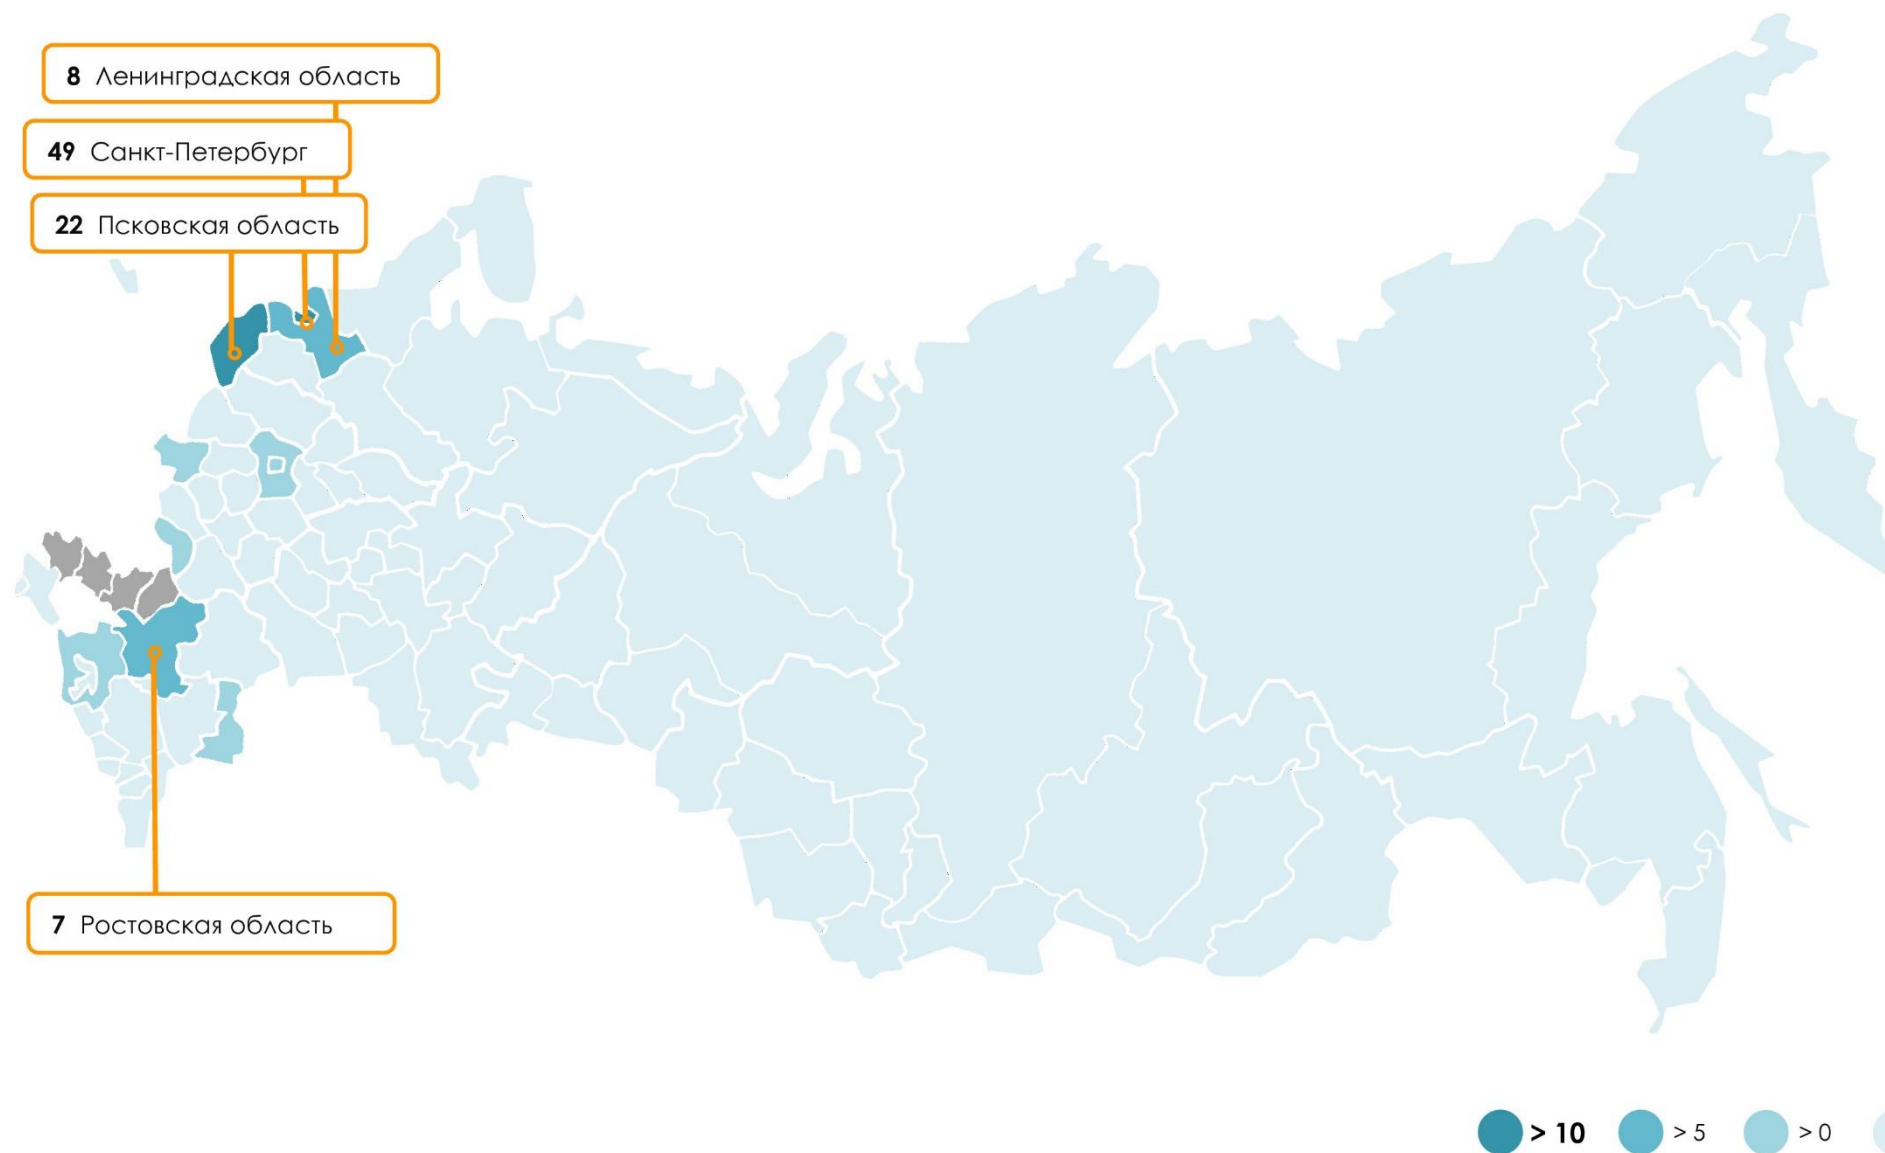 8 Ленинградская область
49 Санкт-Петербург
22 Псковская область
7 Ростовская область
> 10 > 5 > 0